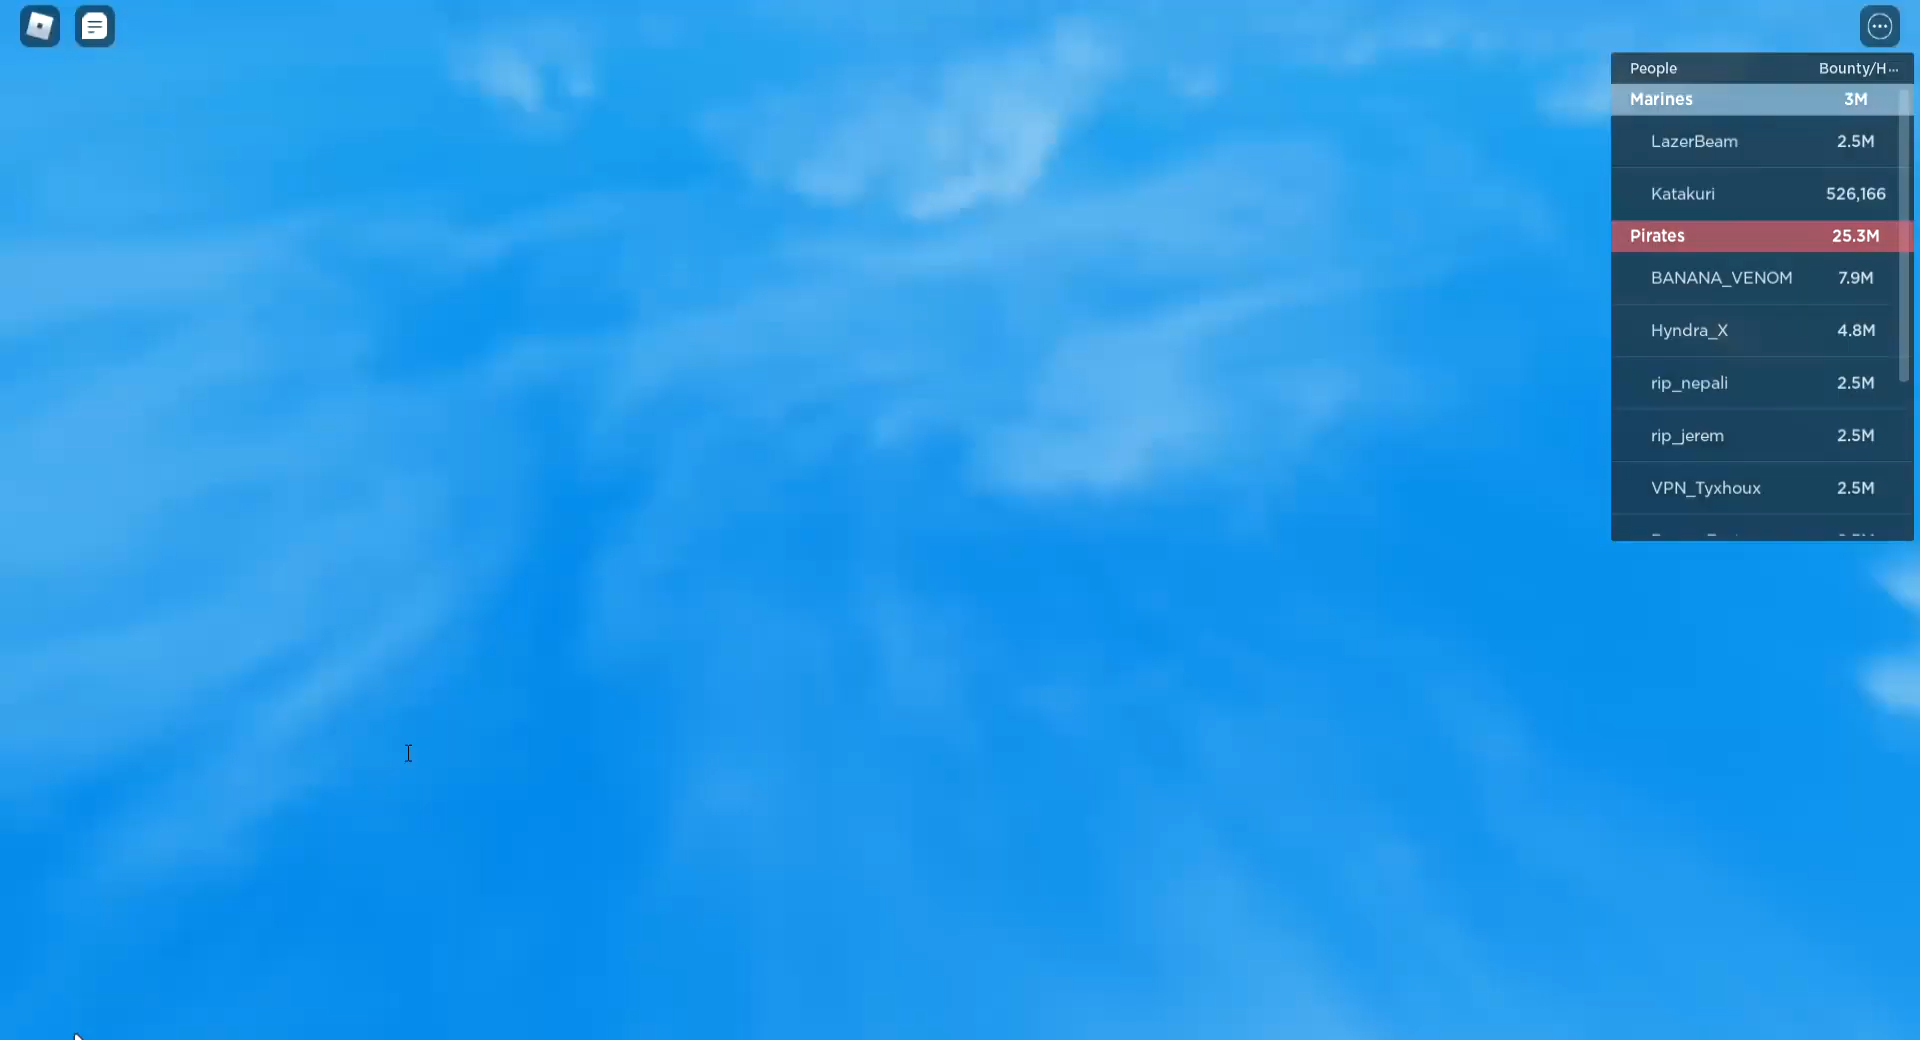 People Bounty/H...
Marines 3M
LazerBeam 2.5M
Katakuri 526,166
Pirates 25.3M
BANANA_VENOM 7.9M
Hyndra_X 4.8M
rip_nepali 2.5M
rip_jerem 2.5M
VPN_Tyxhoux 2.5M